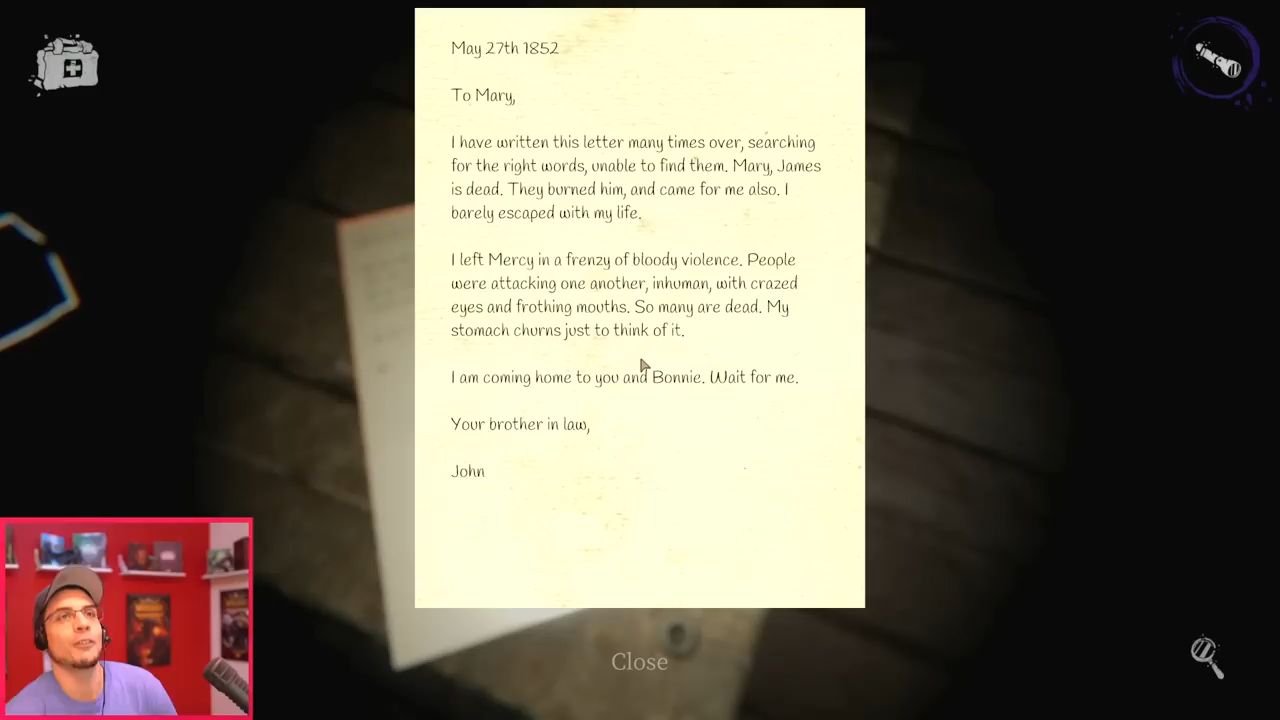 May 27th 1852
To Mary,
I have written this letter many times over, searching
for the right words, unable to find them. Mary, James
is dead. They burned him, and came for me also. I
barely escaped with my life.
I left Mercy in a frenzy of bloody violence. People
were attacking one another, inhuman, with crazed
eyes and frothing mouths. So many are dead. My
stomach churns just to think of it.
I am coming home to you and Bonnie. Wait for me.
Your brother in law,
John
Close